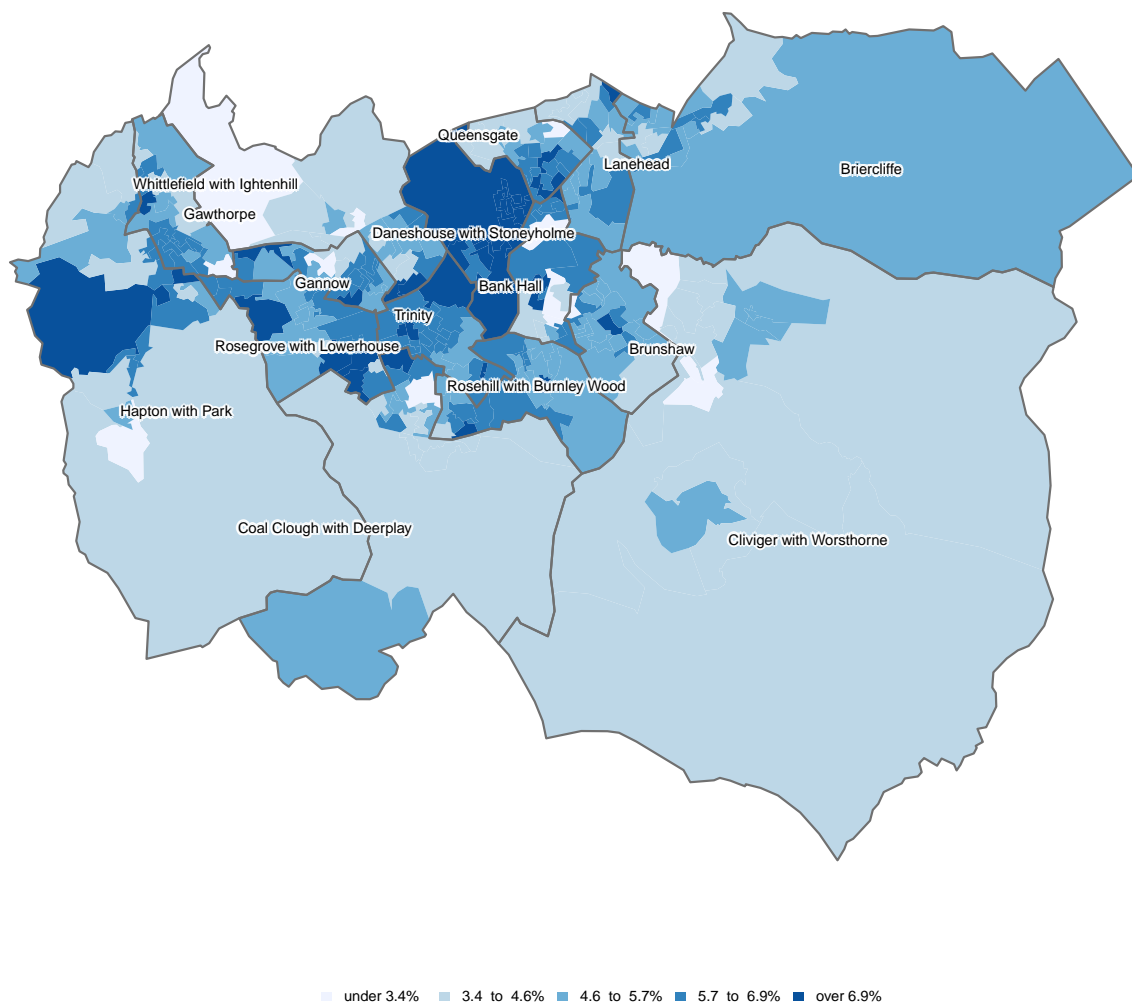 Queensgate
Lanehead
Briercliffe
Whittlefield with Ightenhill
Gawthorpe
Daneshouse with Stoneyholme
Gannow
Bank Hall
Trinity
Rosegrove with Lowerhouse
Brunshaw
Rosehill with Burnley Wood
Hapton with Park
Coal Clough with Deerplay
Cliviger with Worsthorne
under 3.4% 3.4 to 4.6% 4.6 to 5.7% 5.7 to 6.9% over 6.9%